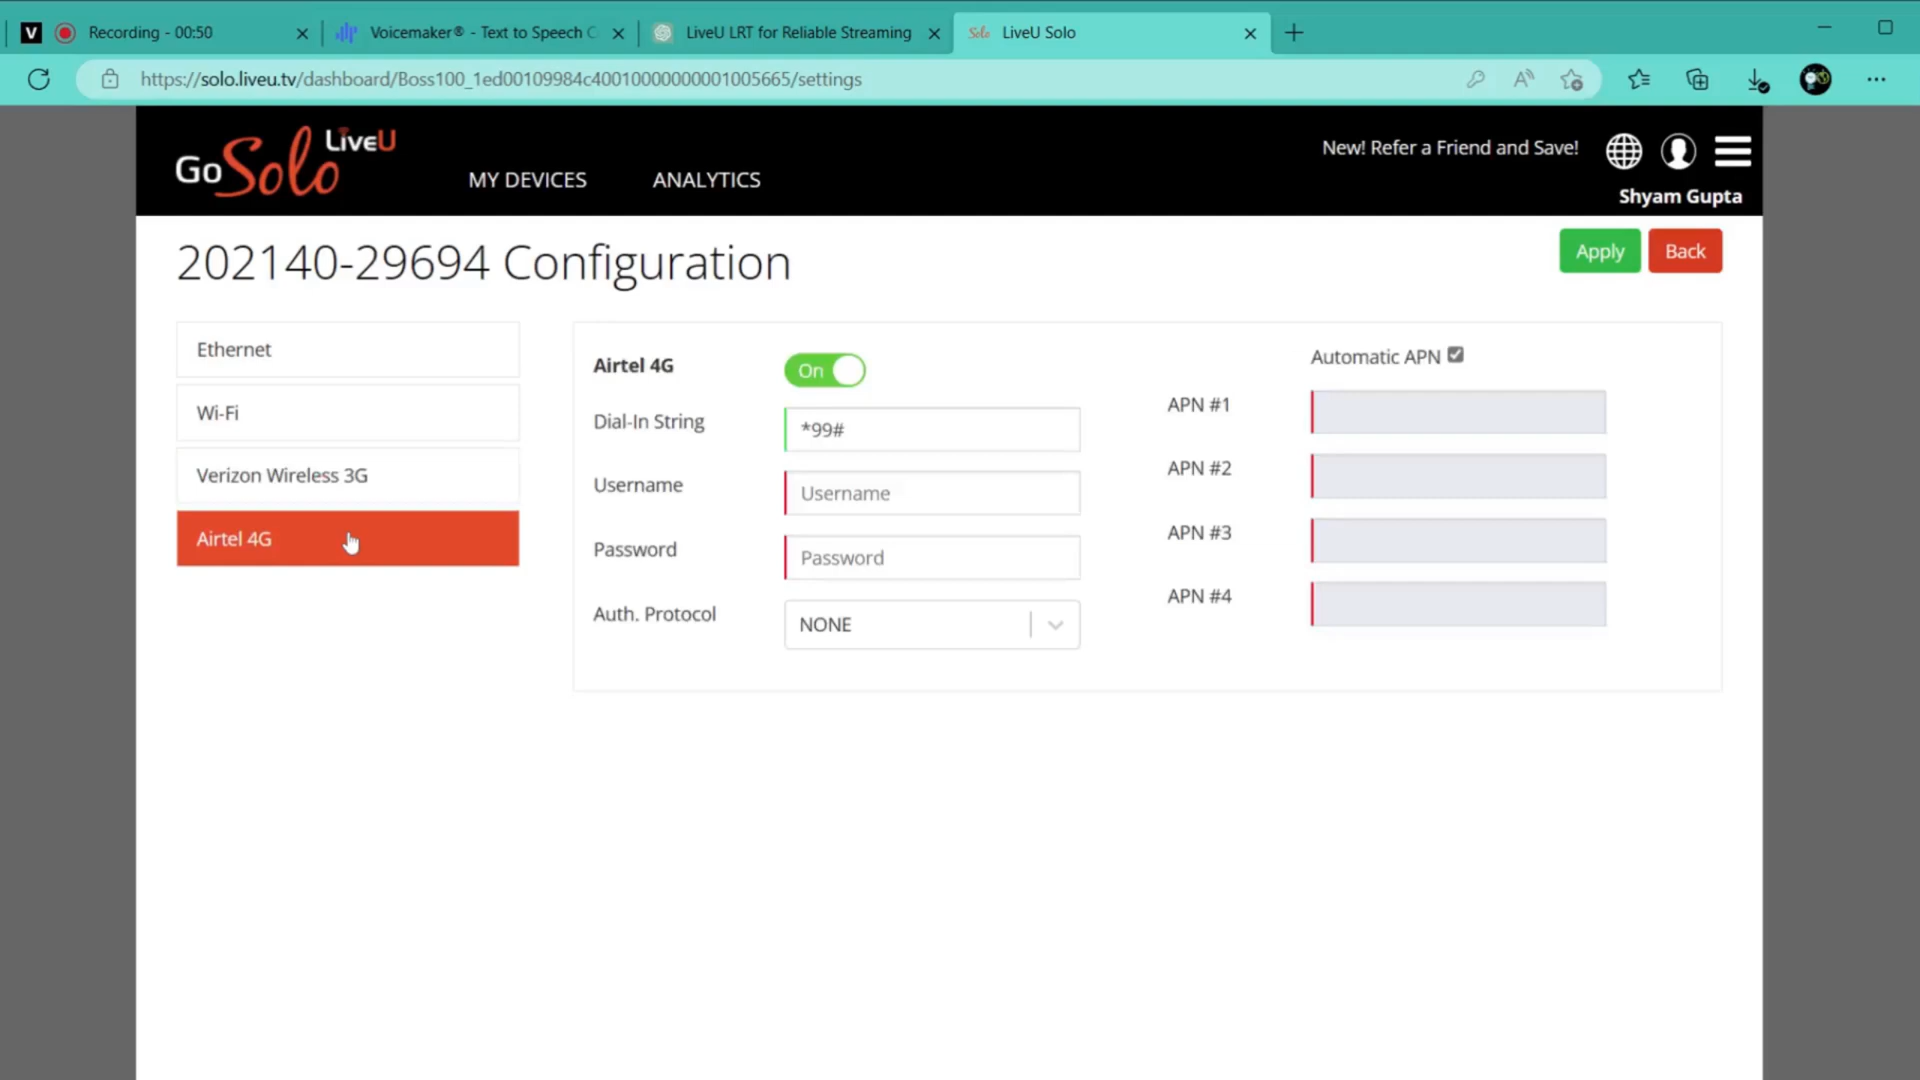 V
Recording - 00:50
Voicemaker® - Text to Speech C
LiveU LRT for Reliable Streaming
Solo
LiveU Solo
https://solo.liveu.tv/dashboard/Boss100_1ed00109984c40010000000001005665/settings
Go Solo LiveU
MY DEVICES
ANALYTICS
New! Refer a Friend and Save!
Shyam Gupta
202140-29694 Configuration
Apply
Back
Ethernet
Wi-Fi
Verizon Wireless 3G
Airtel 4G
Airtel 4G
On
Dial-In String
*99#
Username
Username
Password
Password
Auth. Protocol
NONE
Automatic APN
APN #1
APN #2
APN #3
APN #4